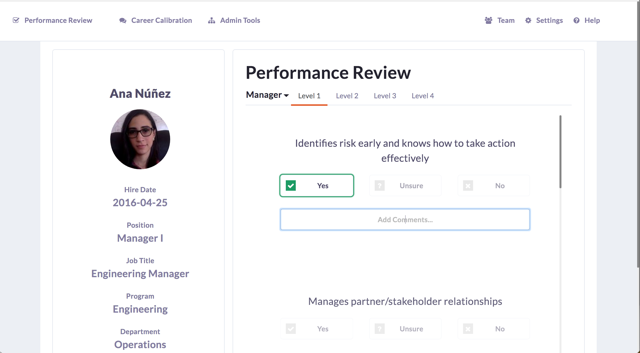 Performance Review
Career Calibration
Admin Tools
Team
Settings
Help
Ana Núñez
Hire Date
2016-04-25
Position
Manager I
Job Title
Engineering Manager
Program
Engineering
Department
Operations
Performance Review
Manager Level 1 Level 2 Level 3 Level 4
Identifies risk early and knows how to take action
effectively
Yes Unsure No
Add Comments...
Manages partner/stakeholder relationships
Yes Unsure No